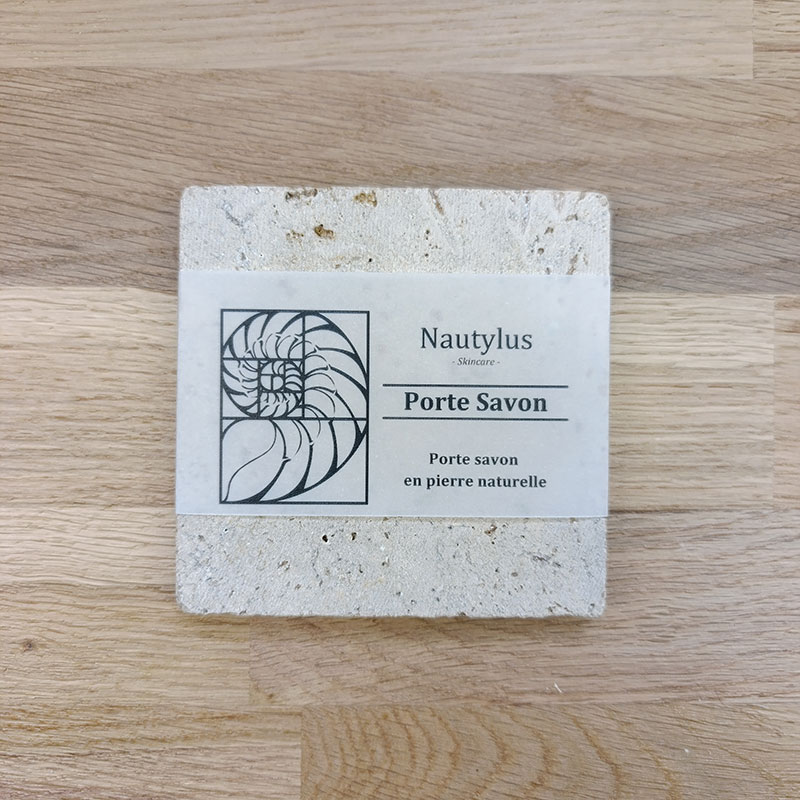 Nautylus
- Skincare -
Porte Savon
Porte savon
en pierre naturelle